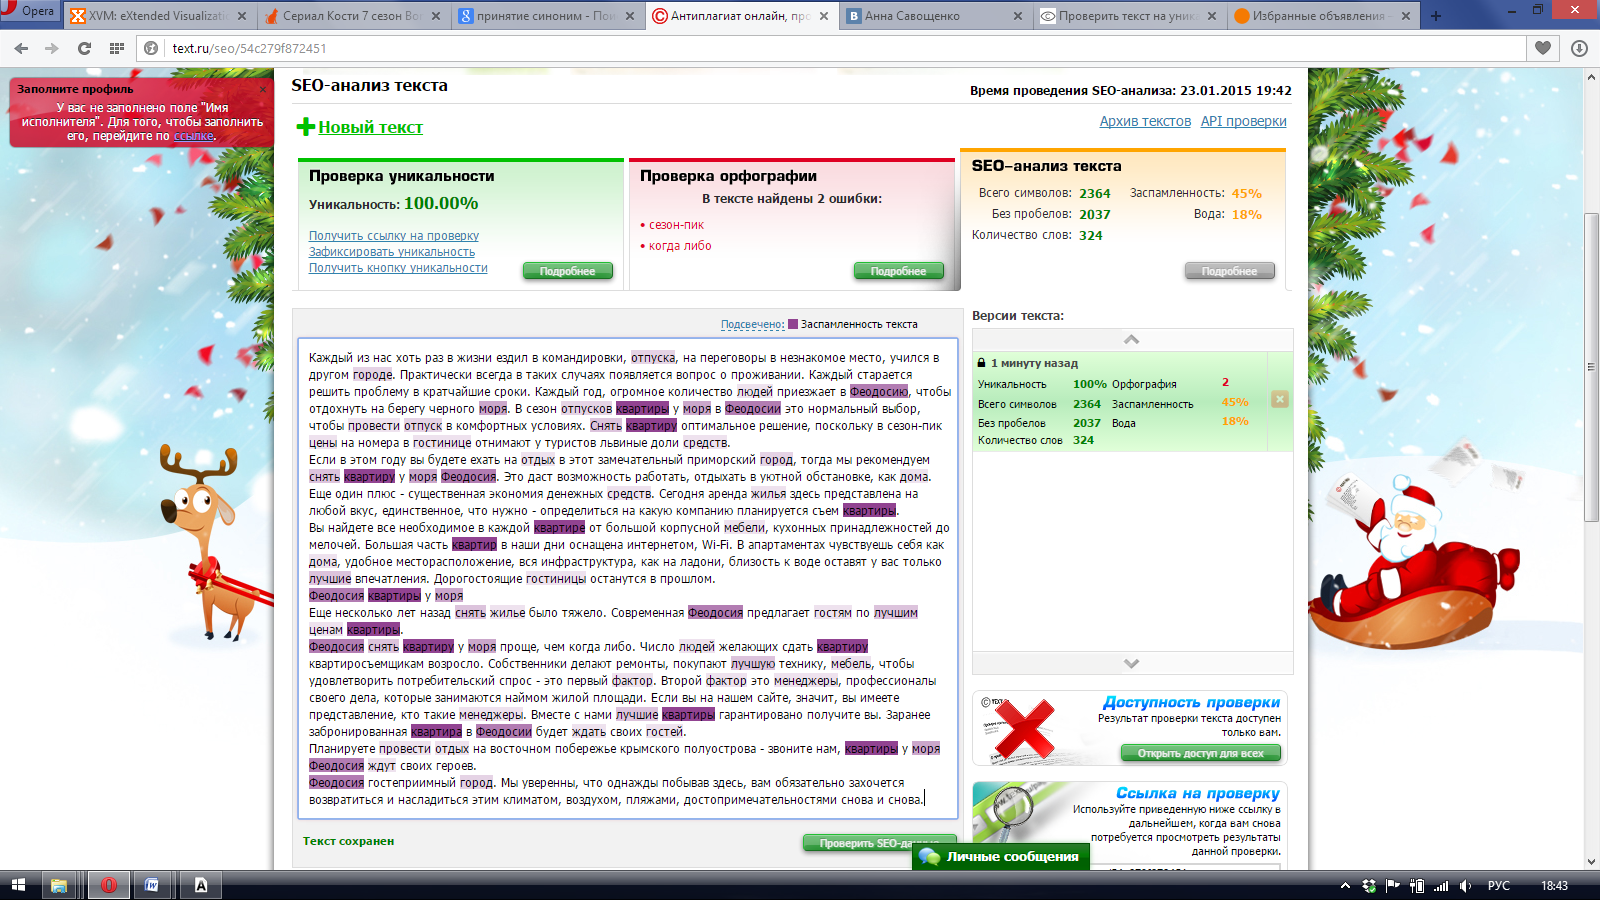 Opera
XVM: eXtended Visualizati
Сериал Кости 7 сезон Bo
принятие синоним - Пои
Антиплагиат онлайн, про
Анна Савощенко
Проверить текст на уника
Избранные объявления -
text.ru/seo/54c279f872451
Заполните профиль
У вас не заполнено поле "Имя
исполнителя". Для того, чтобы заполнить
его, перейдите по ссылке.
SEO-анализ текста
Время проведения SEO-анализа: 23.01.2015 19:42
Новый текст
Архив текстов API проверки
Проверка уникальности
Уникальность: 100.00%
Получить ссылку на проверку
Зафиксировать уникальность
Получить кнопку уникальности
Подробнее
Проверка орфографии
В тексте найдены 2 ошибки:
• сезон-пик
• когда либо
Подробнее
SEO-анализ текста
Всего символов: 2364 Заспамленность: 45%
Без пробелов: 2037 Вода: 18%
Количество слов: 324
Подробнее
Подсвечено: Заспамленность текста
Каждый из нас хоть раз в жизни ездил в командировки, отпуска, на переговоры в незнакомое место, учился в
другом городе. Практически всегда в таких случаях появляется вопрос о проживании. Каждый старается
решить проблему в кратчайшие сроки. Каждый год, огромное количество людей приезжает в Феодосию, чтобы
отдохнуть на берегу черного моря. В сезон отпусков квартиры у моря в Феодосии это нормальный выбор,
чтобы провести отпуск в комфортных условиях. Снять квартиру оптимальное решение, поскольку в сезон-пик
цены на номера в гостинице отнимают у туристов львиные доли средств.
Если в этом году вы будете ехать на отдых в этот замечательный приморский город, тогда мы рекомендуем
снять квартиру у моря Феодосия. Это даст возможность работать, отдыхать в уютной обстановке, как дома.
Еще один плюс - существенная экономия денежных средств. Сегодня аренда жилья здесь представлена на
любой вкус, единственное, что нужно - определиться на какую компанию планируется съем квартиры.
Вы найдете все необходимое в каждой квартире от большой корпусной мебели, кухонных принадлежностей до
мелочей. Большая часть квартир в наши дни оснащена интернетом, Wi-Fi. В апартаментах чувствуешь себя как
дома, удобное месторасположение, вся инфраструктура, как на ладони, близость к воде оставят у вас только
лучшие впечатления. Дорогостоящие гостиницы останутся в прошлом.
Феодосия квартиры у моря
Еще несколько лет назад снять жилье было тяжело. Современная Феодосия предлагает гостям по лучшим
ценам квартиры.
Феодосия снять квартиру у моря проще, чем когда либо. Число людей желающих сдать квартиру
квартиросъемщикам возросло. Собственники делают ремонты, покупают лучшую технику, мебель, чтобы
удовлетворить потребительский спрос - это первый фактор. Второй фактор это менеджеры, профессионалы
своего дела, которые занимаются наймом жилой площади. Если вы на нашем сайте, значит, вы имеете
представление, кто такие менеджеры. Вместе с нами лучшие квартиры гарантировано получите вы. Заранее
забронированная квартира в Феодосии будет ждать своих гостей.
Планируете провести отдых на восточном побережье крымского полуострова - звоните нам, квартиры у моря
Феодосия ждут своих героев.
Феодосия гостеприимный город. Мы уверенны, что однажды побывав здесь, вам обязательно захочется
возвратиться и насладиться этим климатом, воздухом, пляжами, достопримечательностями снова и снова.
Текст сохранен
Проверить SEO-дан
Версии текста:
1 минуту назад
Уникальность 100% Орфография 2
Всего символов 2364 Заспамленность 45%
Без пробелов 2037 Вода 18%
Количество слов 324
Доступность проверки
Результат проверки текста доступен
только вам.
Открыть доступ для всех
Ссылка на проверку
Используйте приведенную ниже ссылку в
дальнейшем, когда вам снова
потребуется просмотреть результаты
данной проверки.
Личные сообщения
РУС
18:43